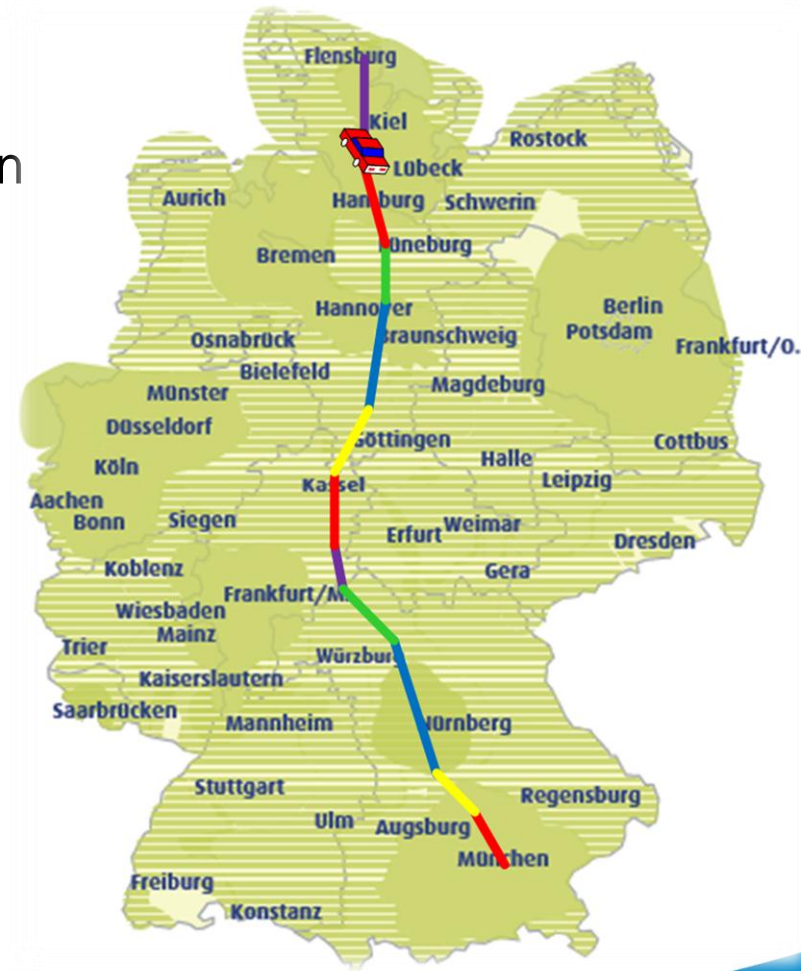 Flensburg
Kiel
Rostock
n
Lübeck
Aurich
Hamburg
Schwerin
Lüneburg
Bremen
Hannover
Berlin
Potsdam
Osnabrück
Braunschweig
Frankfurt/O.
Bielefeld
Magdeburg
Münster
Düsseldorf
Göttingen
Cottbus
Halle
Köln
Leipzig
Kassel
Aachen
Bonn
Siegen
Weimar
Erfurt
Dresden
Koblenz
Gera
Frankfurt/M.
Wiesbaden
Mainz
Trier
Würzburg
Kaiserslautern
Saarbrücken
Mannheim
Nürnberg
Stuttgart
Regensburg
Ulm
Augsburg
München
Freiburg
Konstanz